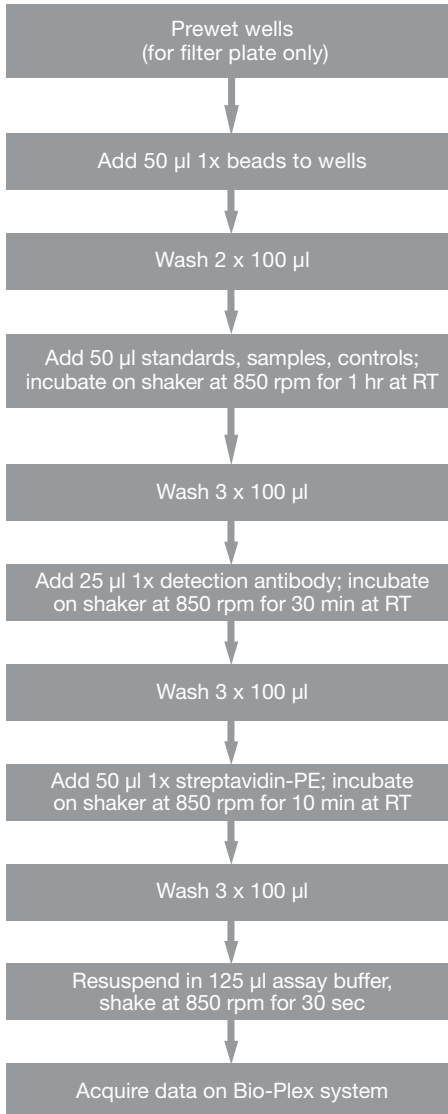 Prewet wells
(for filter plate only)
Add 50 µl 1x beads to wells
Wash 2 x 100 µl
Add 50 µl standards, samples, controls;
incubate on shaker at 850 rpm for 1 hr at RT
Wash 3 x 100 µl
Add 25 µl 1x detection antibody; incubate
on shaker at 850 rpm for 30 min at RT
Wash 3 x 100 µl
Add 50 µl 1x streptavidin-PE; incubate
on shaker at 850 rpm for 10 min at RT
Wash 3 x 100 µl
Resuspend in 125 µl assay buffer,
shake at 850 rpm for 30 sec
Acquire data on Bio-Plex system